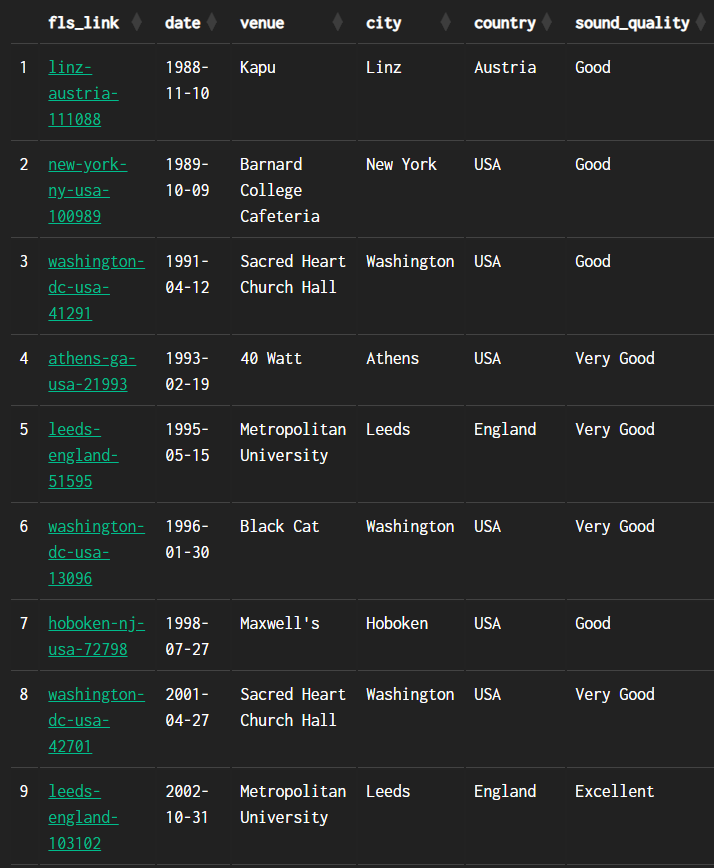 fls_link date venue city country sound_quality
1 linz- 1988- Kapu Linz Austria Good
austria- 11-10
111088
2 new-york- 1989- Barnard New York USA Good
ny-usa- 10-09 College
100989 Cafeteria
3 washington- 1991- Sacred Heart Washington USA Good
dc-usa- 04-12 Church Hall
41291
4 athens-ga- 1993- 40 Watt Athens USA Very Good
usa-21993 02-19
5 leeds- 1995- Metropolitan Leeds England Very Good
england- 05-15 University
51595
6 washington- 1996- Black Cat Washington USA Very Good
dc-usa- 01-30
13096
7 hoboken-nj- 1998- Maxwell's Hoboken USA Good
usa-72798 07-27
8 washington- 2001- Sacred Heart Washington USA Very Good
dc-usa- 04-27 Church Hall
42701
9 leeds- 2002- Metropolitan Leeds England Excellent
england- 10-31 University
103102